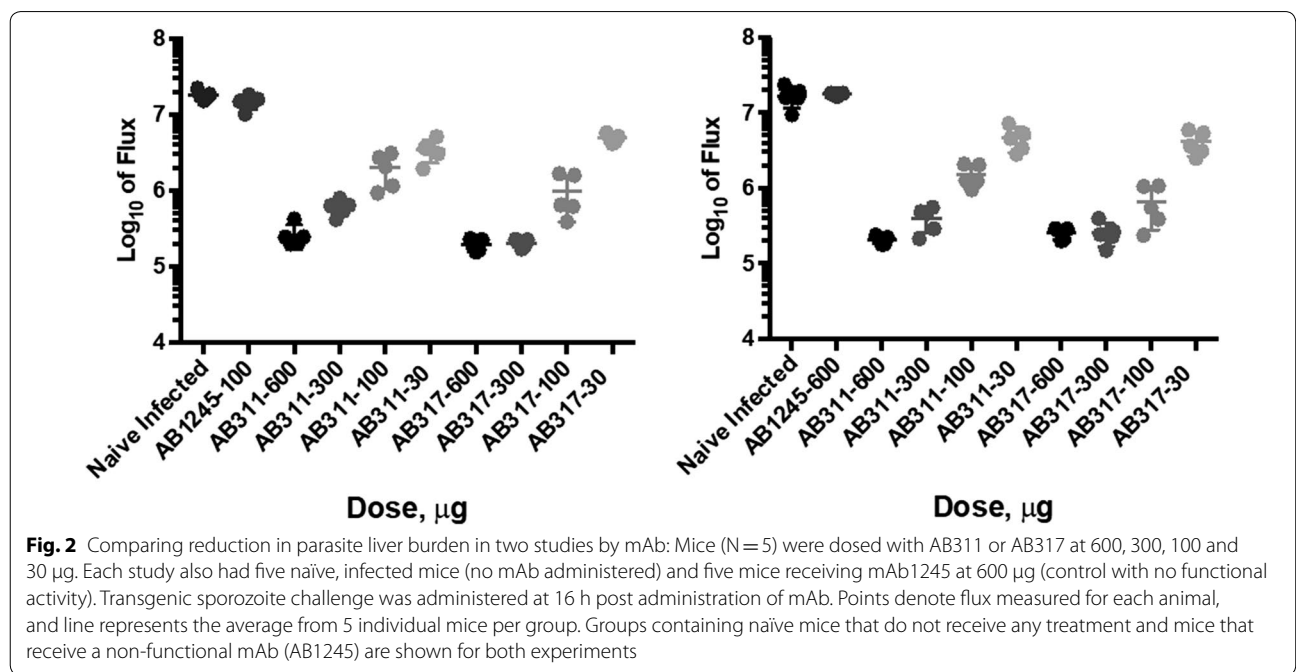 8
7
6
5
4
Log10 of Flux
Naive Infected
AB1245-100
AB311-600
AB311-300
AB311-100
AB311-30
AB317-600
AB317-300
AB317-100
AB317-30
Dose, μg
8
7
6
5
4
Log10 of Flux
Naive Infected
AB1245-600
AB311-600
AB311-300
AB311-100
AB311-30
AB317-600
AB317-300
AB317-100
AB317-30
Dose, μg
Fig. 2 Comparing reduction in parasite liver burden in two studies by mAb: Mice (N = 5) were dosed with AB311 or AB317 at 600, 300, 100 and
30 μg. Each study also had five naïve, infected mice (no mAb administered) and five mice receiving mAb1245 at 600 μg (control with no functional
activity). Transgenic sporozoite challenge was administered at 16 h post administration of mAb. Points denote flux measured for each animal,
and line represents the average from 5 individual mice per group. Groups containing naïve mice that do not receive any treatment and mice that
receive a non-functional mAb (AB1245) are shown for both experiments